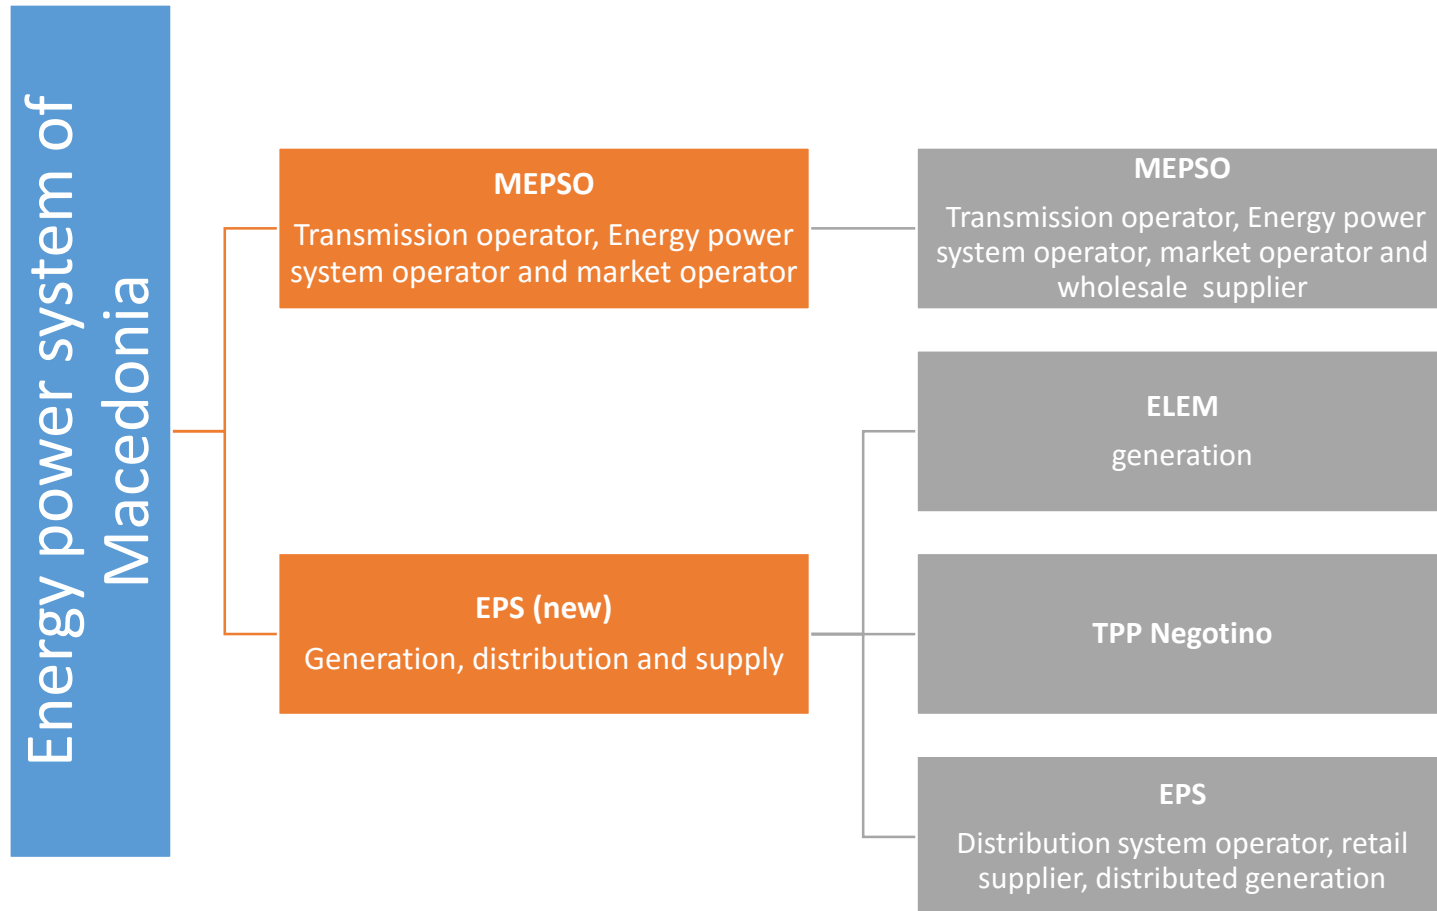 Energy power system of
Macedonia
MEPSO
Transmission operator, Energy power
system operator and market operator
EPS (new)
Generation, distribution and supply
MEPSO
Transmission operator, Energy power
system operator, market operator and
wholesale supplier
ELEM
generation
TPP Negotino
EPS
Distribution system operator, retail
supplier, distributed generation